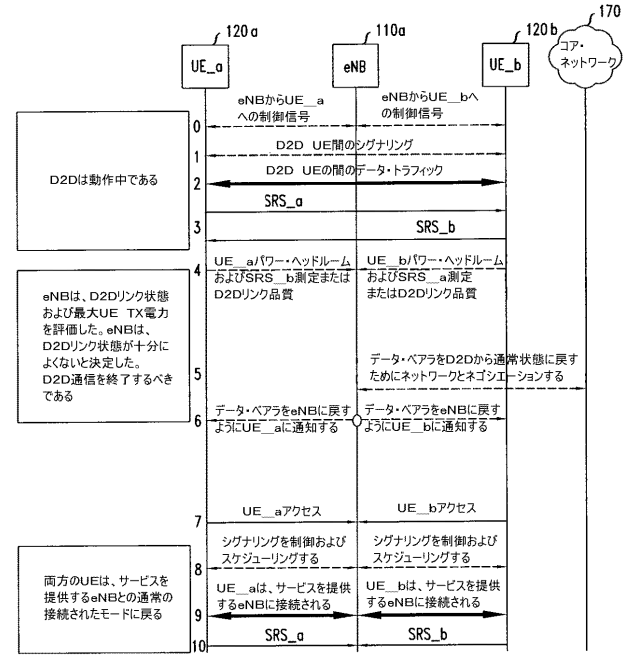 120a
110a
120b
170
UE_a
eNB
UE_b
コア・
ネットワーク
eNBからUE__a
への制御信号
eNBからUE__bへ
の制御信号
0
D2D UE間のシグナリング
1
D2D UEの間のデータ・トラフィック
2
D2Dは動作中である
SRS_a
SRS_b
3
UE__aパワー・ヘッドルーム
およびSRS__b測定または
D2Dリンク品質
UE__bパワー・ヘッドルーム
およびSRS__a測定
またはD2Dリンク品質
4
eNBは、D2Dリンク状態
および最大UE TX電力
を評価した。eNBは、
D2Dリンク状態が十分に
よくないと決定した。
D2D通信を終了するべき
である
データ・ベアラをD2Dから通常状態に戻す
ためにネットワークとネゴシエーションする
5
データ・ベアラをeNBに戻す
ようにUE__aに通知する
データ・ベアラをeNBに戻す
ようにUE__bに通知する
6
UE__aアクセス
UE__bアクセス
7
シグナリングを制御および
スケジューリングする
シグナリングを制御および
スケジューリングする
8
両方のUEは、サービスを
提供するeNBとの通常の
接続されたモードに戻る
UE__aは、サービスを提供
するeNBに接続される
UE__bは、サービスを提供
するeNBに接続される
9
SRS_a
SRS_b
10